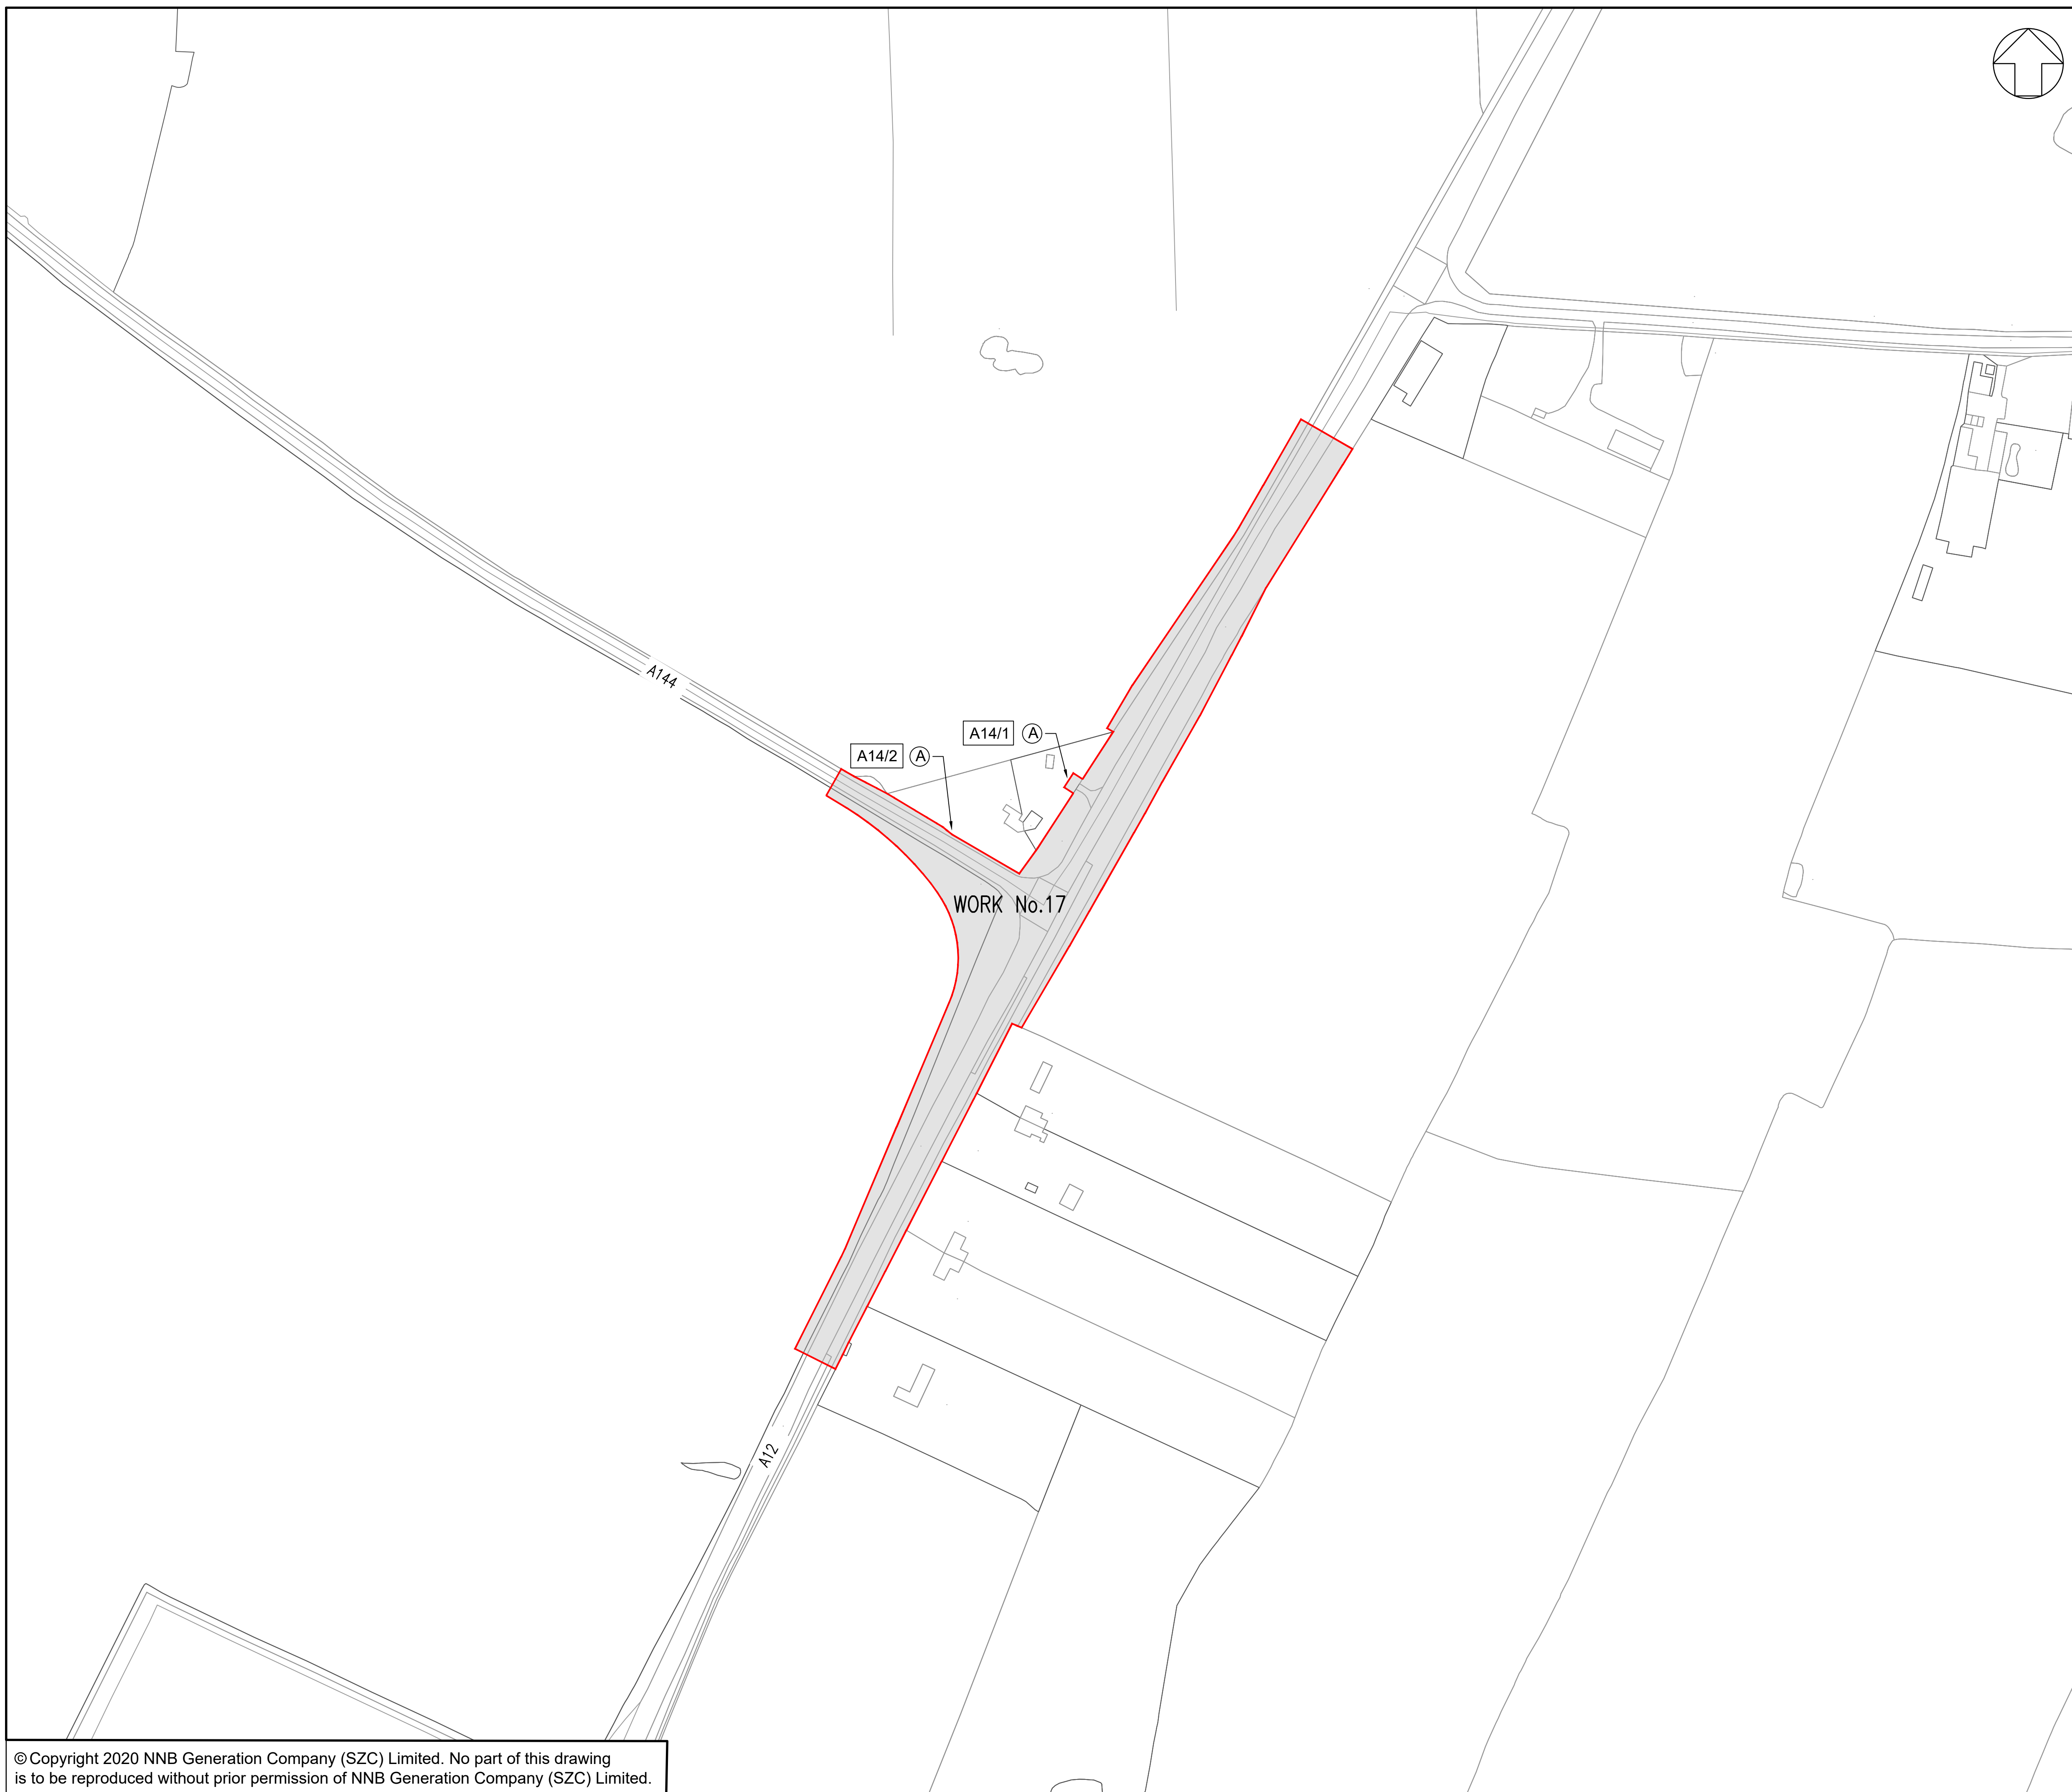 A144
A14/1 A
A14/2 A
WORK No.17
A12
© Copyright 2020 NNB Generation Company (SZC) Limited. No part of this drawing
is to be reproduced without prior permission of NNB Generation Company (SZC) Limited.